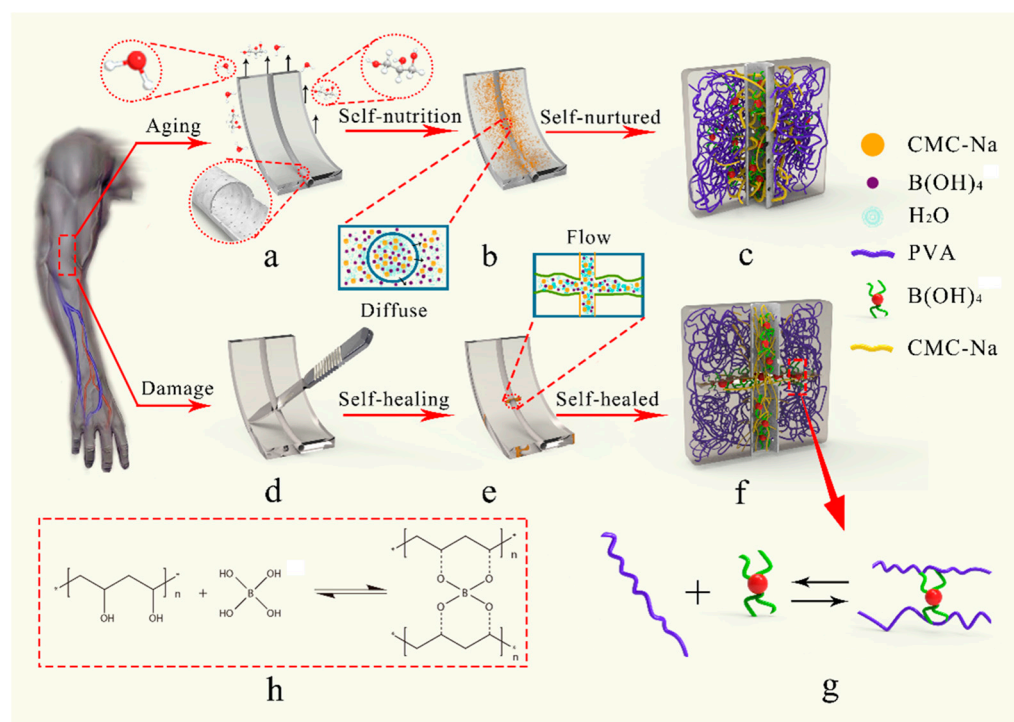 Aging
Self-nutrition
Self-nurtured
a
b
c
CMC-Na
B(OH)₄
H₂O
PVA
B(OH)₄
CMC-Na
Diffuse
Flow
Damage
Self-healing
Self-healed
d
e
f
* [ ] * n
OH OH
+
HO OH
B
HO OH
* [ ] * n
O O
B
O O
* [ ] * n
h
+
g